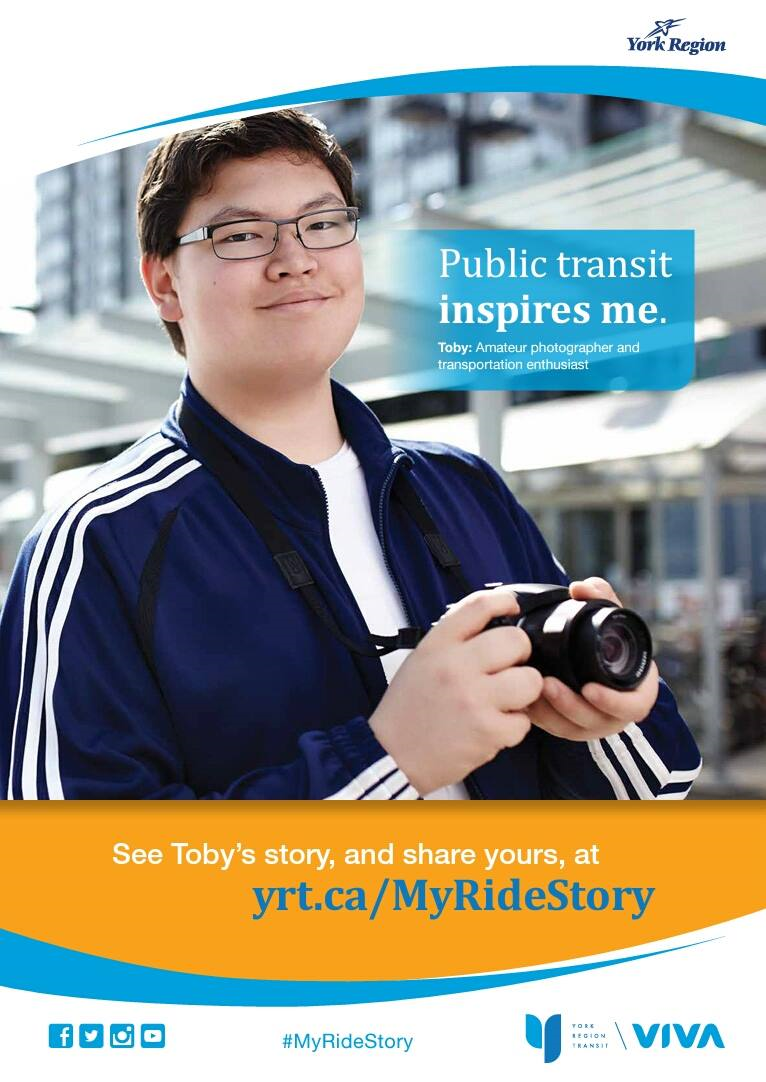 York Region
Public transit
inspires me.
Toby: Amateur photographer and
transportation enthusiast
See Toby's story, and share yours, at
yrt.ca/MyRideStory
#MyRideStory
YORK
REGION
TRANSIT
VIVA